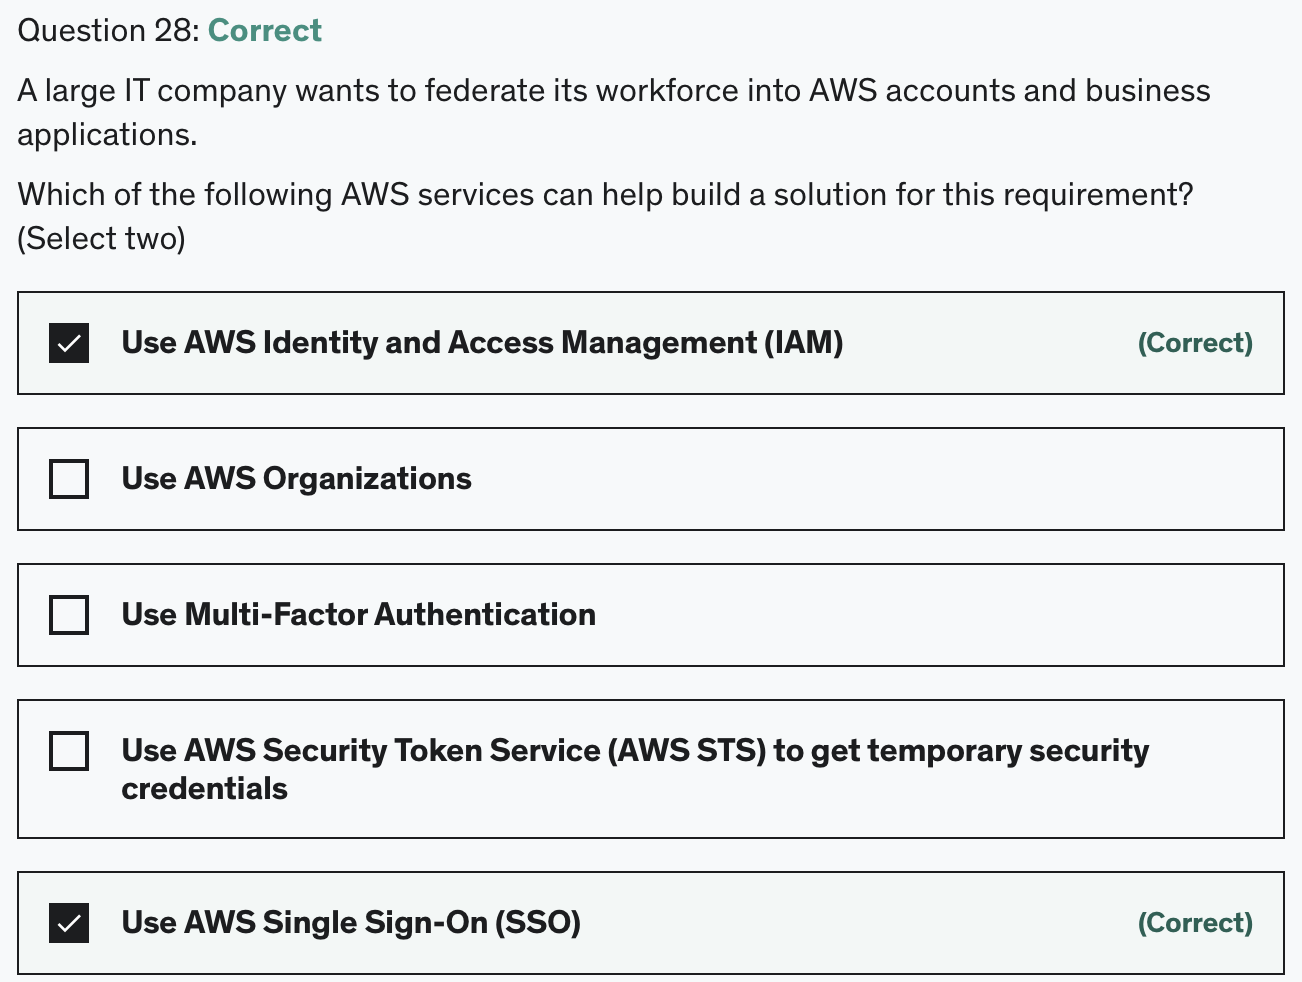 Question 28: Correct
A large IT company wants to federate its workforce into AWS accounts and business
applications.
Which of the following AWS services can help build a solution for this requirement?
(Select two)
Use AWS Identity and Access Management (IAM) (Correct)
Use AWS Organizations
Use Multi-Factor Authentication
Use AWS Security Token Service (AWS STS) to get temporary security
credentials
Use AWS Single Sign-On (SSO) (Correct)